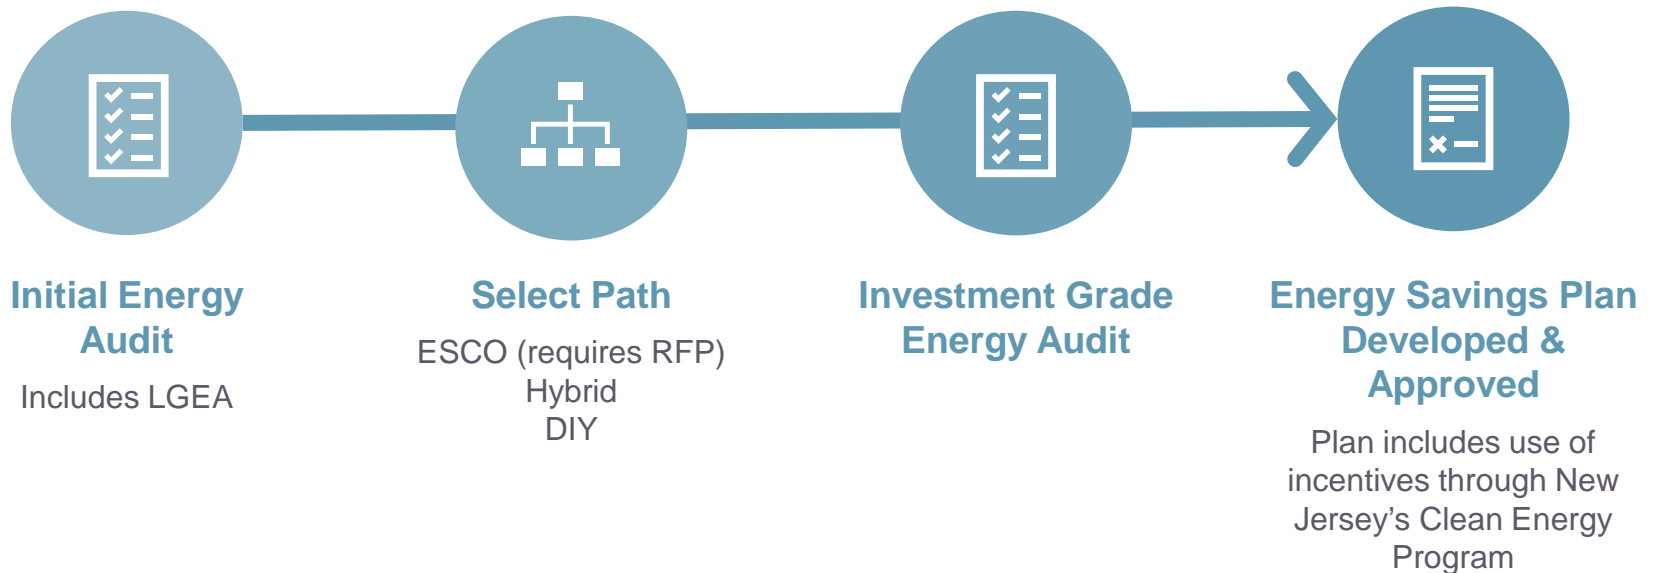 Initial Energy
Audit
Includes LGEA
Select Path
ESCO (requires RFP)
Hybrid
DIY
Investment Grade
Energy Audit
Energy Savings Plan
Developed &
Approved
Plan includes use of
incentives through New
Jersey’s Clean Energy
Program